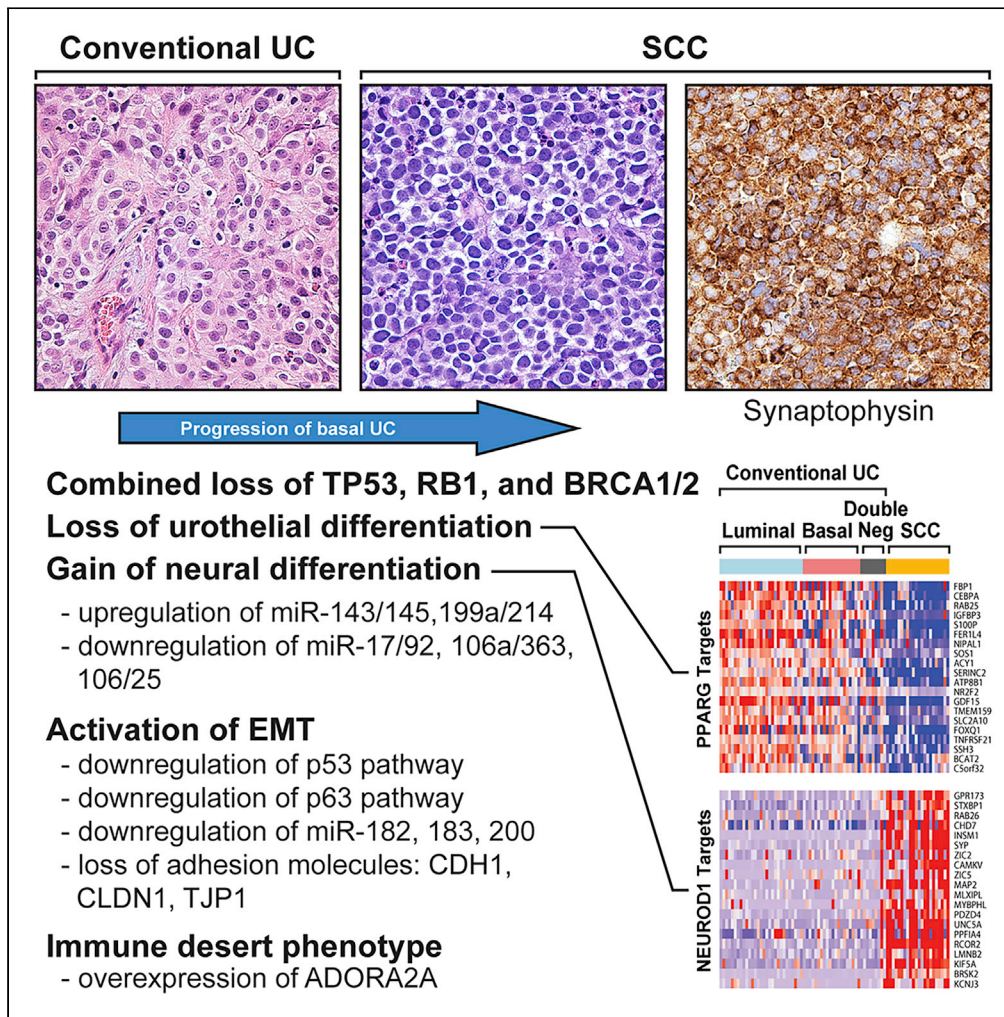 Conventional UC
SCC
Synaptophysin
Progression of basal UC
Combined loss of TP53, RB1, and BRCA1/2
Loss of urothelial differentiation
Gain of neural differentiation
- upregulation of miR-143/145,199a/214
- downregulation of miR-17/92, 106a/363,
106/25
Activation of EMT
- downregulation of p53 pathway
- downregulation of p63 pathway
- downregulation of miR-182, 183, 200
- loss of adhesion molecules: CDH1,
CLDN1, TJP1
Immune desert phenotype
- overexpression of ADORA2A
Conventional UC
Double
Luminal Basal Neg SCC
PPARG Targets
FBP1
CEBPA
RAB25
IGFBP3
S100P
FER1L4
NIPAL1
SOS1
ACY1
SERINC2
ATP8B1
NR2F2
GDF15
TMEM159
SLC2A10
FOXQ1
TNFRSF21
SSH3
BCAT2
C5orf32
NEUROD1 Targets
GPR173
STXBP1
RAB26
CHD7
INSM1
SYP
ZIC2
CAMKV
ZIC5
MAP2
MLXIPL
MYBPHL
PDZD4
UNC5A
PPFIA4
RCOR2
LMNB2
KIF5A
BRSK2
KCNJ3